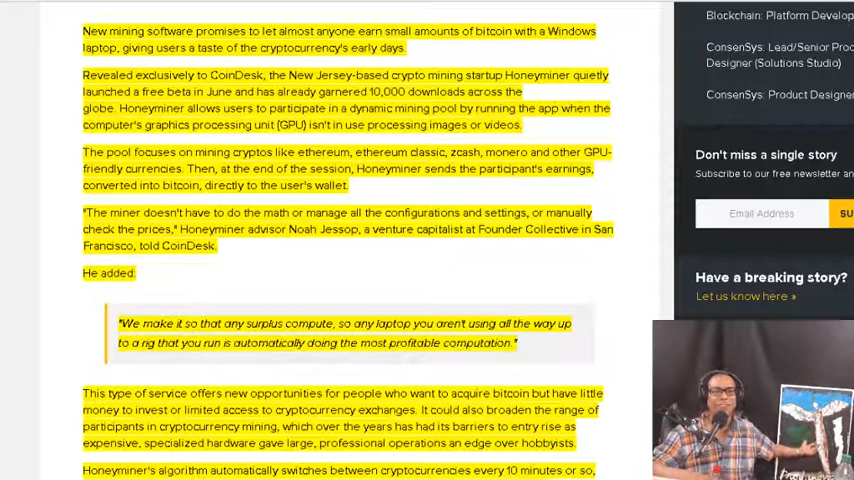 New mining software promises to let almost anyone earn small amounts of bitcoin with a Windows
laptop, giving users a taste of the cryptocurrency's early days.
Revealed exclusively to CoinDesk, the New Jersey-based crypto mining startup Honeyminer quietly
launched a free beta in June and has already garnered 10,000 downloads across the
globe. Honeyminer allows users to participate in a dynamic mining pool by running the app when the
computer's graphics processing unit (GPU) isn't in use processing images or videos.
The pool focuses on mining cryptos like ethereum, ethereum classic, zcash, monero and other GPU-
friendly currencies. Then, at the end of the session, Honeyminer sends the participant's earnings,
converted into bitcoin, directly to the user's wallet.
"The miner doesn't have to do the math or manage all the configurations and settings, or manually
check the prices," Honeyminer advisor Noah Jessop, a venture capitalist at Founder Collective in San
Francisco, told CoinDesk.
He added:
"We make it so that any surplus compute, so any laptop you aren't using all the way up
to a rig that you run is automatically doing the most profitable computation."
This type of service offers new opportunities for people who want to acquire bitcoin but have little
money to invest or limited access to cryptocurrency exchanges. It could also broaden the range of
participants in cryptocurrency mining, which over the years has had its barriers to entry rise as
expensive, specialized hardware gave large, professional operations an edge over hobbyists.
Honeyminer's algorithm automatically switches between cryptocurrencies every 10 minutes or so,
Blockchain: Platform Develop
ConsenSys: Lead/Senior Proc
Designer (Solutions Studio)
ConsenSys: Product Designer
Don't miss a single story
Subscribe to our free newsletter an
Email Address
SU
Have a breaking story?
Let us know here »